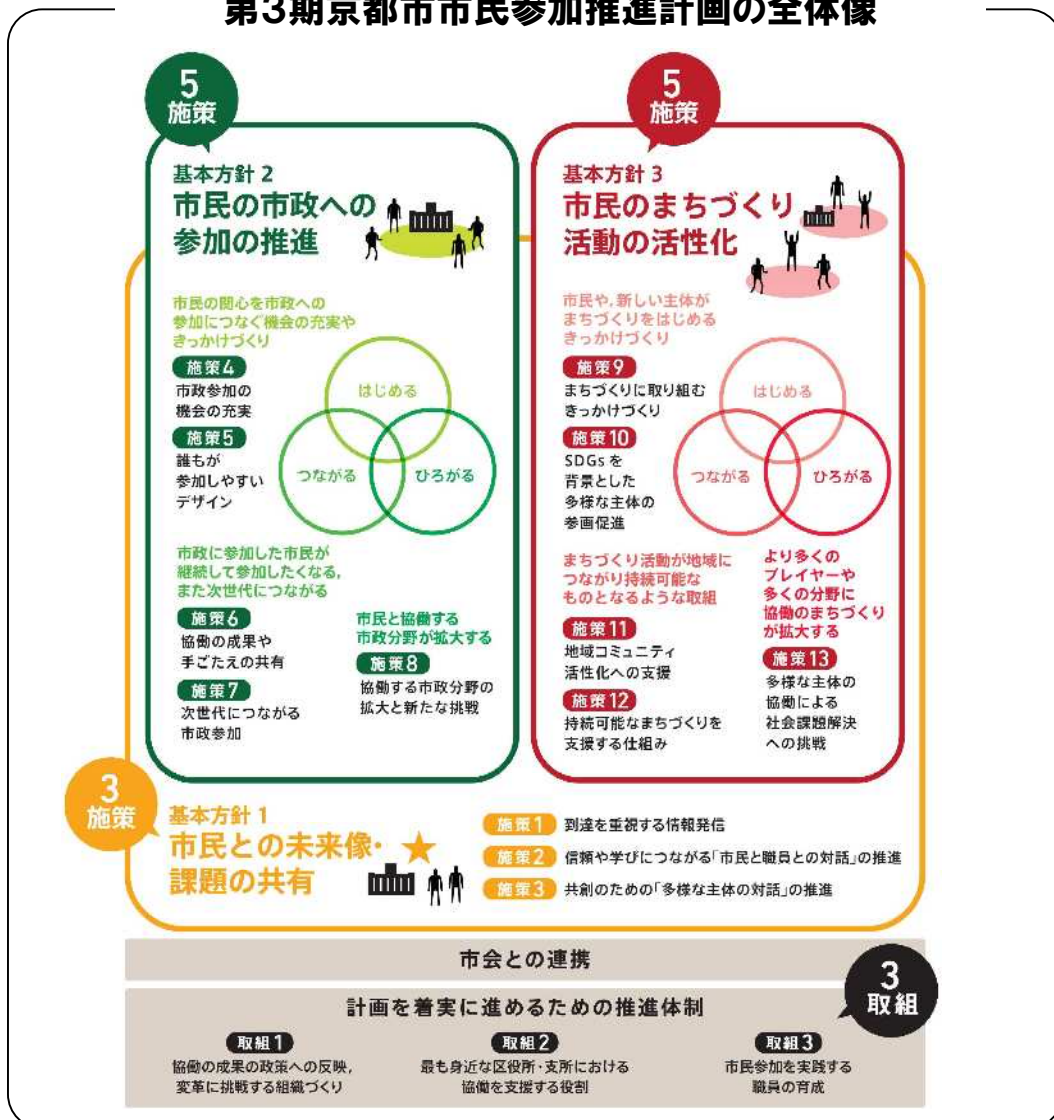 第3期京都市市民参加推進計画の全体像
5
施策
基本方針 2
市民の市政への
参加の推進
市民の関心を市政への
参加につなぐ機会の充実や
きっかけづくり
施策4
市政参加の
機会の充実
施策5
誰もが
参加しやすい
デザイン
はじめる
つながる
ひろがる
市政に参加した市民が
継続して参加したくなる,
また次世代につながる
施策6
協働の成果や
手ごたえの共有
施策7
次世代につながる
市政参加
市民と協働する
市政分野が拡大する
施策8
協働する市政分野の
拡大と新たな挑戦
5
施策
基本方針 3
市民のまちづくり
活動の活性化
市民や,新しい主体が
まちづくりをはじめる
きっかけづくり
施策9
まちづくりに取り組む
きっかけづくり
施策10
SDGsを
背景とした
多様な主体の
参画促進
はじめる
つながる
ひろがる
まちづくり活動が地域に
つながり持続可能な
ものとなるような取組
施策11
地域コミュニティ
活性化への支援
施策12
持続可能なまちづくりを
支援する仕組み
より多くの
プレイヤーや
多くの分野に
協働のまちづくり
が拡大する
施策13
多様な主体の
協働による
社会課題解決
への挑戦
3
施策
基本方針 1
市民との未来像・
課題の共有
施策1 到達を重視する情報発信
施策2 信頼や学びにつながる「市民と職員との対話」の推進
施策3 共創のための「多様な主体の対話」の推進
市会との連携
3
取組
計画を着実に進めるための推進体制
取組1
協働の成果の政策への反映,
変革に挑戦する組織づくり
取組2
最も身近な区役所・支所における
協働を支援する役割
取組3
市民参加を実践する
職員の育成